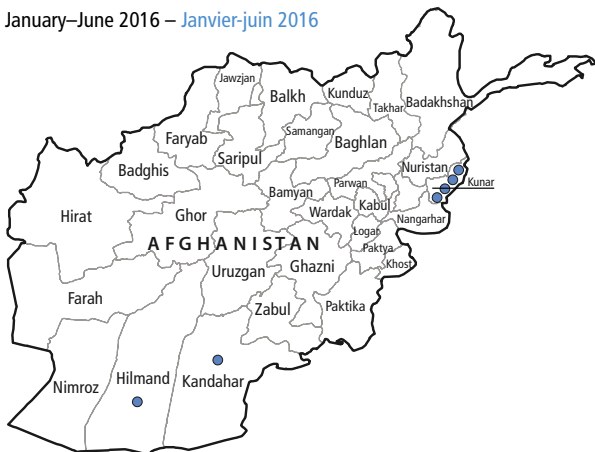 January–June 2016 – Janvier-juin 2016
Jawzjan
Balkh
Kunduz
Takhar
Badakhshan
Faryab
Samangan
Baghlan
Saripul
Badghis
Nuristan
Bamyan
Parwan
Kunar
Hirat
Ghor
Wardak
Kabul
Nangarhar
Logar
AFGHANISTAN
Paktya
Uruzgan
Ghazni
Khost
Farah
Zabul
Paktika
Nimroz
Hilmand
Kandahar